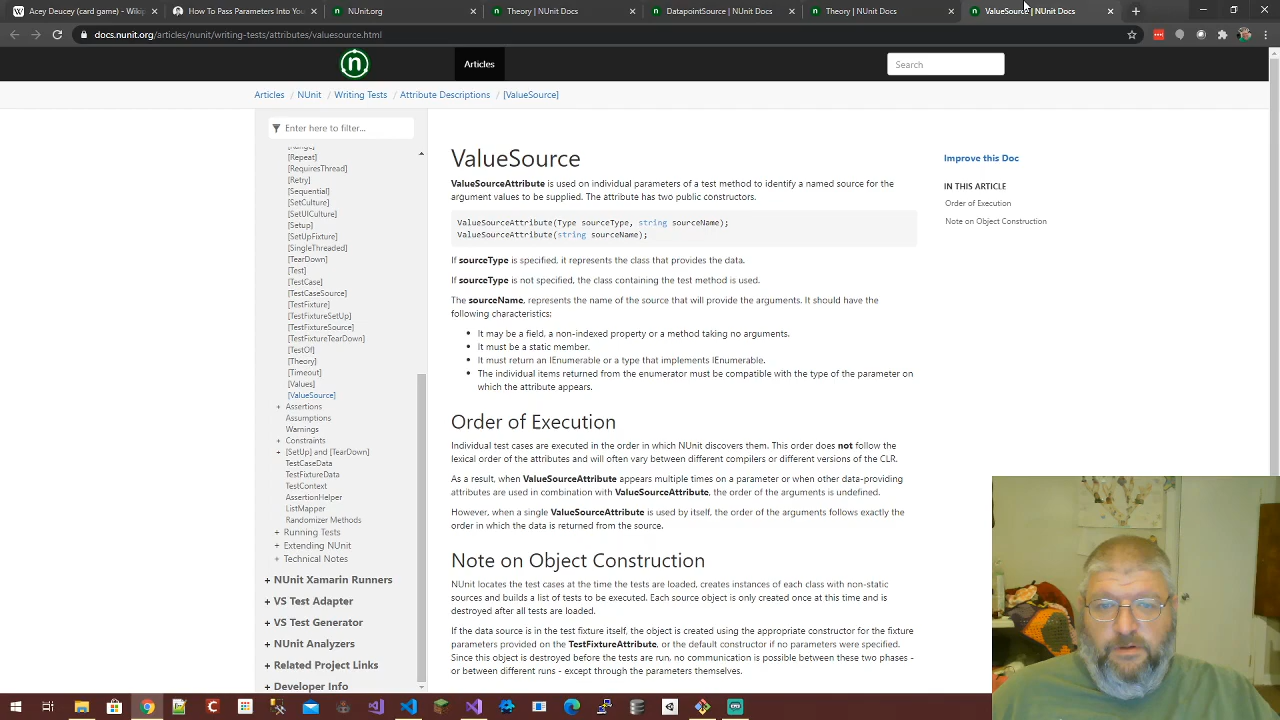 Acey Deucey (card game) - Wikip
How To Pass Parameters Into You
NUnit.org
Theory | NUnit Docs
DatapointSource | NUnit Docs
Theory | NUnit Docs
ValueSource | NUnit Docs
docs.nunit.org/articles/nunit/writing-tests/attributes/valuesource.html
Articles
Search
Articles / NUnit / Writing Tests / Attribute Descriptions / [ValueSource]
Enter here to filter...
[Range]
[Repeat]
[RequiresThread]
[Retry]
[Sequential]
[SetCulture]
[SetUICulture]
[Setup]
[SetUpFixture]
[SingleThreaded]
[TearDown]
[Test]
[TestCase]
[TestCaseSource]
[TestFixture]
[TestFixtureSetUp]
[TestFixtureSource]
[TestFixtureTearDown]
[TestOf]
[Theory]
[Timeout]
[Values]
[ValueSource]
+ Assertions
Assumptions
Warnings
+ Constraints
+ [SetUp] and [TearDown]
TestCaseData
TestFixtureData
TestContext
AssertionHelper
ListMapper
Randomizer Methods
+ Running Tests
+ Extending NUnit
+ Technical Notes
+ NUnit Xamarin Runners
+ VS Test Adapter
+ VS Test Generator
+ NUnit Analyzers
+ Related Project Links
+ Developer Info
ValueSource
ValueSourceAttribute is used on individual parameters of a test method to identify a named source for the
argument values to be supplied. The attribute has two public constructors.
ValueSourceAttribute(Type sourceType, string sourceName);
ValueSourceAttribute(string sourceName);
If sourceType is specified, it represents the class that provides the data.
If sourceType is not specified, the class containing the test method is used.
The sourceName, represents the name of the source that will provide the arguments. It should have the
following characteristics:
• It may be a field, a non-indexed property or a method taking no arguments.
• It must be a static member.
• It must return an IEnumerable or a type that implements IEnumerable.
• The individual items returned from the enumerator must be compatible with the type of the parameter on
which the attribute appears.
Order of Execution
Individual test cases are executed in the order in which NUnit discovers them. This order does not follow the
lexical order of the attributes and will often vary between different compilers or different versions of the CLR.
As a result, when ValueSourceAttribute appears multiple times on a parameter or when other data-providing
attributes are used in combination with ValueSourceAttribute, the order of the arguments is undefined.
However, when a single ValueSourceAttribute is used by itself, the order of the arguments follows exactly the
order in which the data is returned from the source.
Note on Object Construction
NUnit locates the test cases at the time the tests are loaded, creates instances of each class with non-static
sources and builds a list of tests to be executed. Each source object is only created once at this time and is
destroyed after all tests are loaded.
If the data source is in the test fixture itself, the object is created using the appropriate constructor for the fixture
parameters provided on the TestFixtureAttribute, or the default constructor if no parameters were specified.
Since this object is destroyed before the tests are run, no communication is possible between these two phases -
or between different runs - except through the parameters themselves.
Improve this Doc
IN THIS ARTICLE
Order of Execution
Note on Object Construction